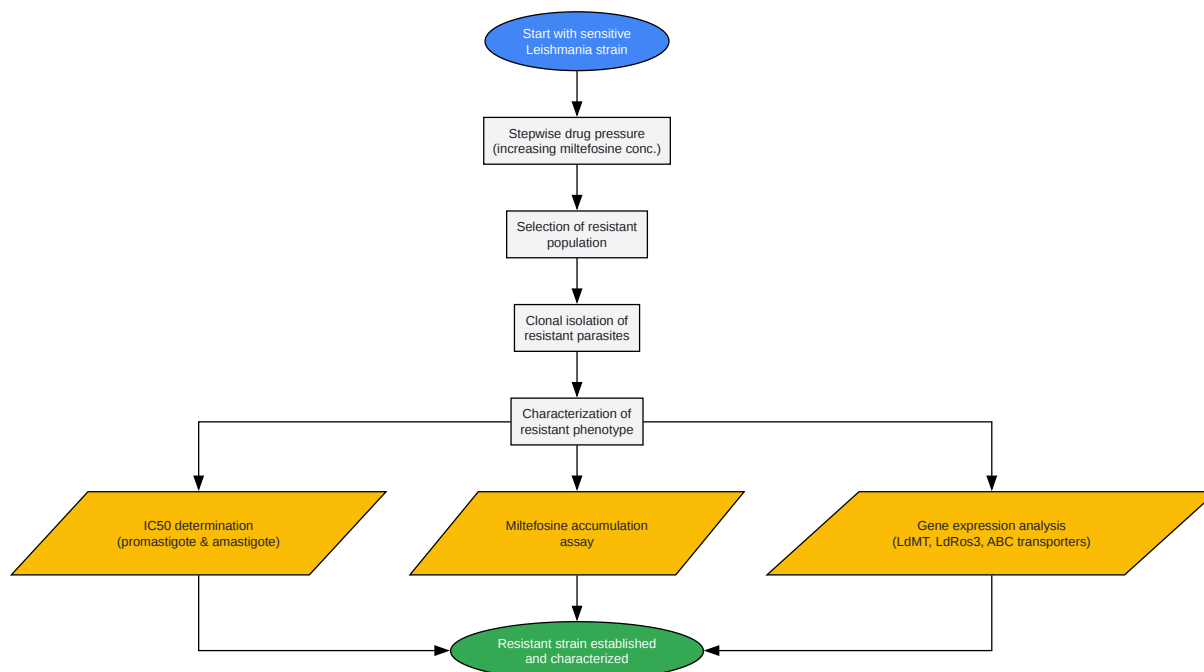 Start with sensitive
Leishmania strain
Stepwise drug pressure
(increasing miltefosine conc.)
Selection of resistant
population
Clonal isolation of
resistant parasites
Characterization of
resistant phenotype
IC50 determination
(promastigote & amastigote)
Miltefosine accumulation
assay
Gene expression analysis
(LdMT, LdRos3, ABC transporters)
Resistant strain established
and characterized